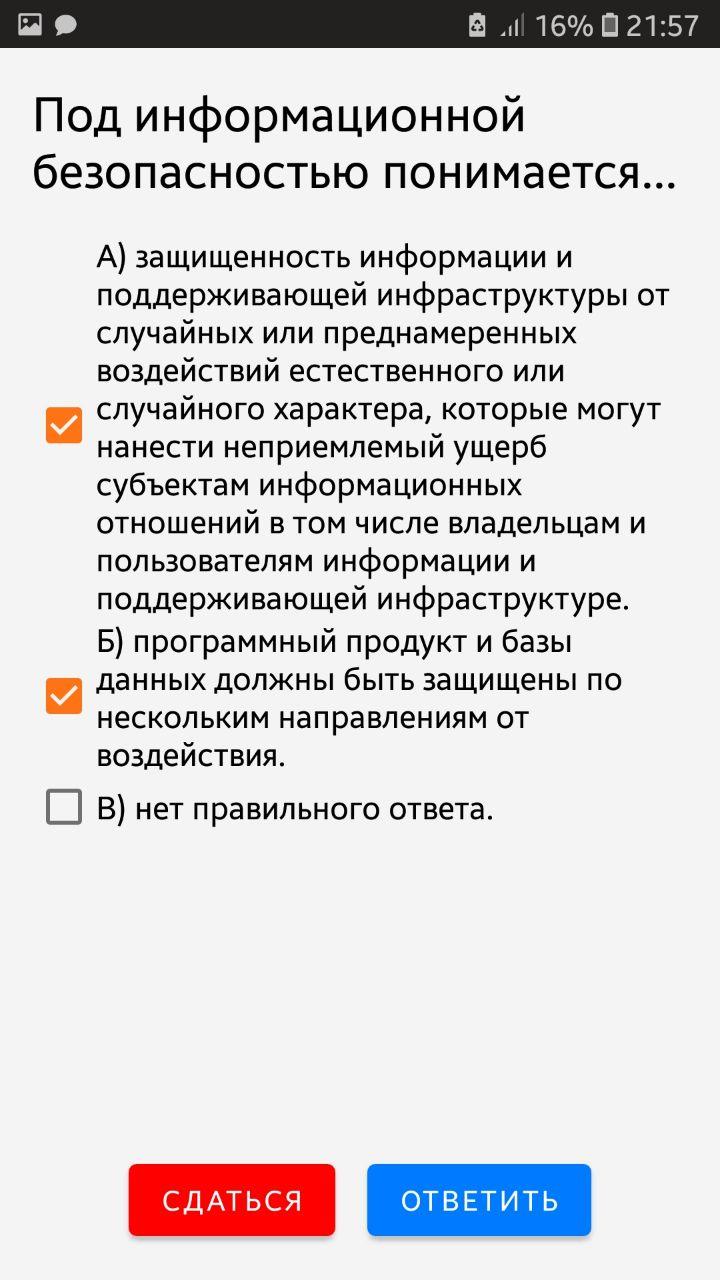 16% 21:57
Под информационной
безопасностью понимается...
А) защищенность информации и
поддерживающей инфраструктуры от
случайных или преднамеренных
воздействий естественного или
случайного характера, которые могут
нанести неприемлемый ущерб
субъектам информационных
отношений в том числе владельцам и
пользователям информации и
поддерживающей инфраструктуре.
Б) программный продукт и базы
данных должны быть защищены по
нескольким направлениям от
воздействия.
В) нет правильного ответа.
СДАТЬСЯ ОТВЕТИТЬ